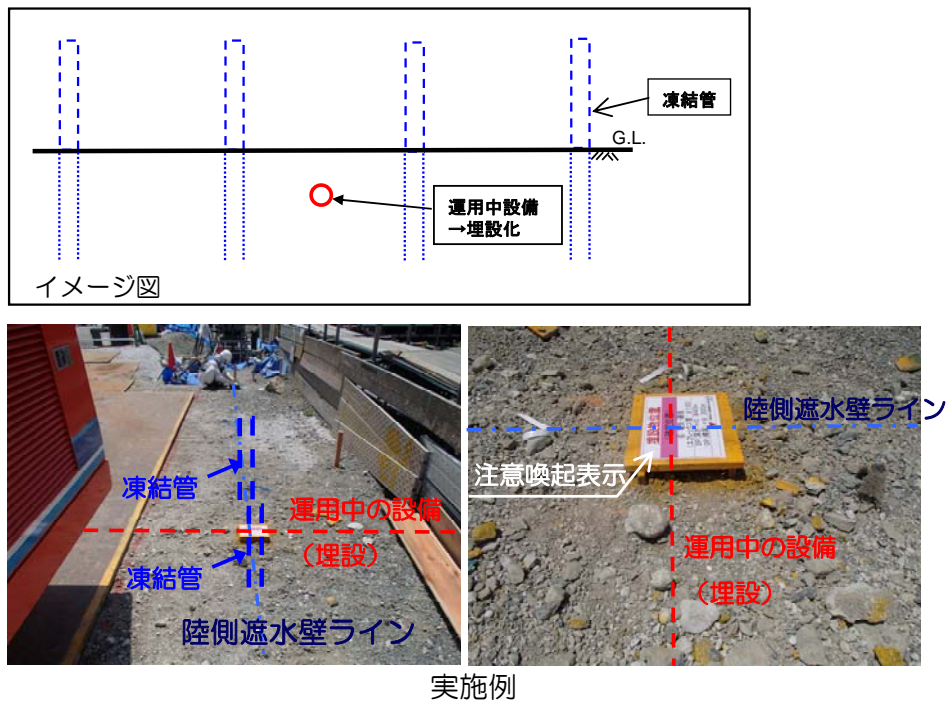 凍結管
G.L.
運用中設備
→埋設化
イメージ図
凍結管
運用中の設備
（埋設）
凍結管
陸側遮水壁ライン
陸側遮水壁ライン
注意喚起表示
運用中の設備
（埋設）
実施例